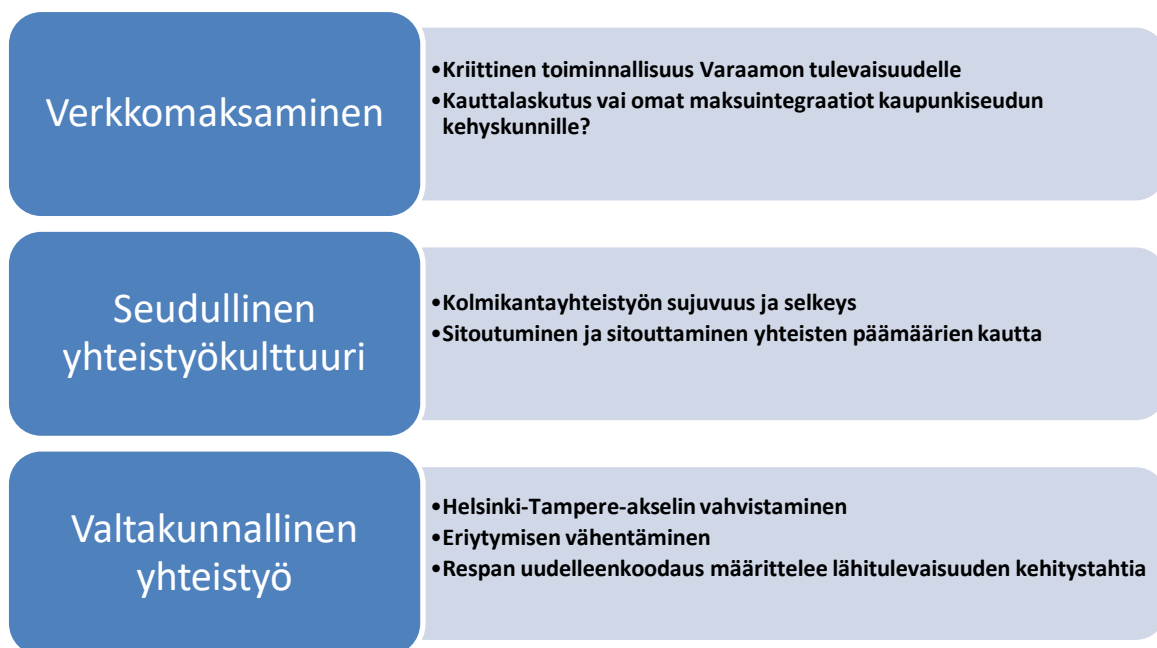 Verkkomaksaminen
•Kriittinen toiminnallisuus Varaamon tulevaisuudelle
•Kauttalaskutus vai omat maksuintegraatiot kaupunkiseudun
kehyskunnille?
Seudullinen
yhteistyökulttuuri
•Kolmikantayhteistyön sujuvuus ja selkeys
•Sitoutuminen ja sitouttaminen yhteisten päämäärien kautta
Valtakunnallinen
yhteistyö
•Helsinki-Tampere-akselin vahvistaminen
•Eriytymisen vähentäminen
•Respan uudelleenkoodaus määrittelee lähitulevaisuuden kehitystahtia